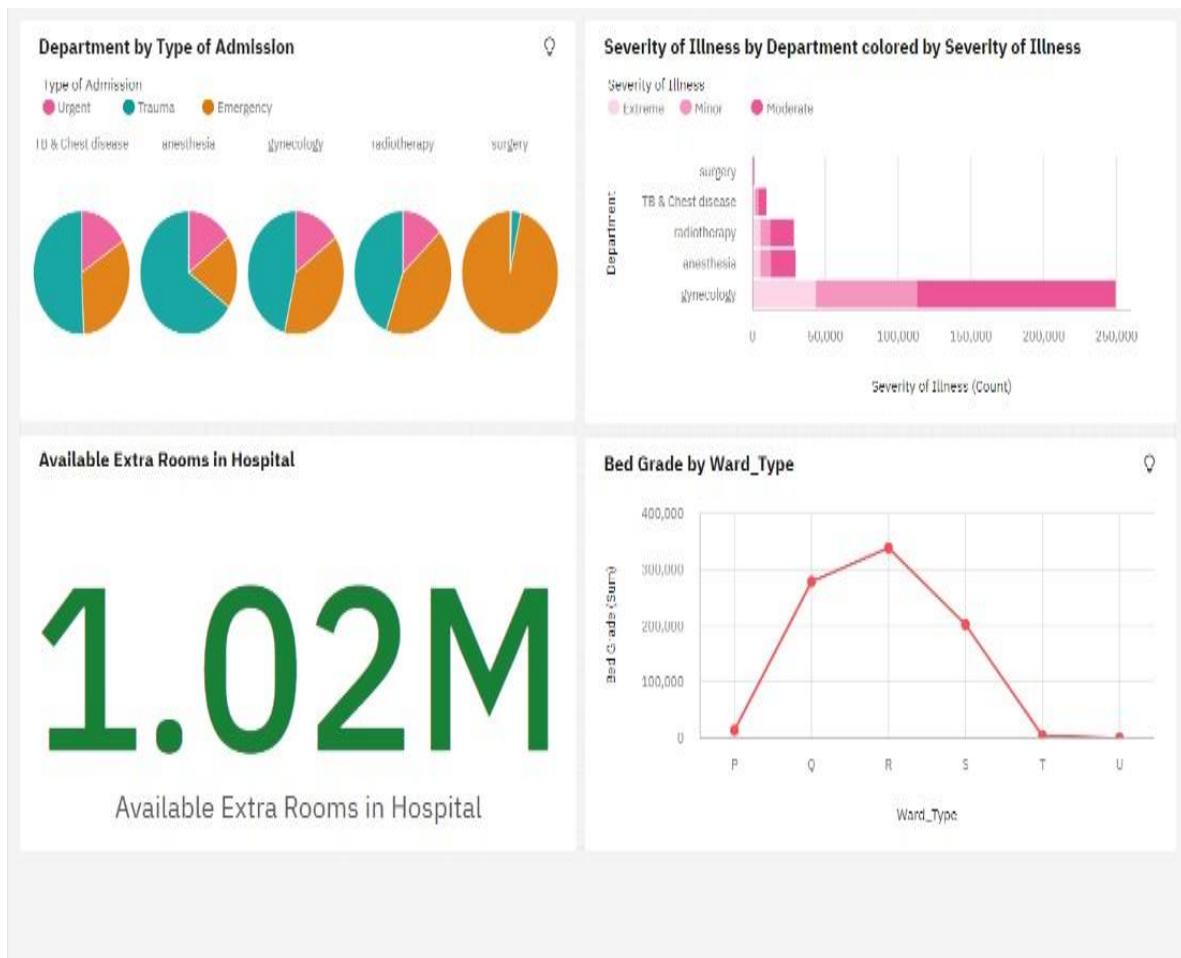 Department by Type of Admission
Type of Admission
Urgent Trauma Emergency
TB & Chest disease anesthesia gynecology radiotherapy surgery
Severity of Illness by Department colored by Severity of Illness
Severity of Illness
Extreme Minor Moderate
Department
surgery
TB & Chest disease
radiotherapy
anesthesia
gynecology
0 50,000 100,000 150,000 200,000 250,000
Severity of Illness (Count)
Available Extra Rooms in Hospital
1.02M
Available Extra Rooms in Hospital
Bed Grade by Ward_Type
Bed Grade (Sum)
400,000
300,000
200,000
100,000
0
P Q R S T U
Ward_Type